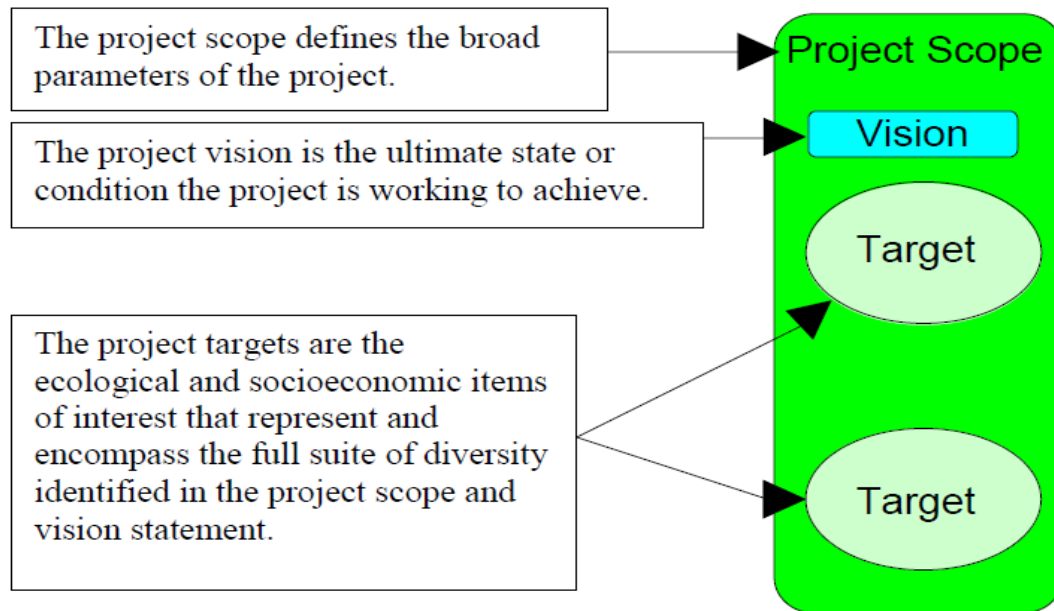 The project scope defines the broad
parameters of the project.
Project Scope
The project vision is the ultimate state or
condition the project is working to achieve.
Vision
Target
The project targets are the
ecological and socioeconomic items
of interest that represent and
encompass the full suite of diversity
identified in the project scope and
vision statement.
Target